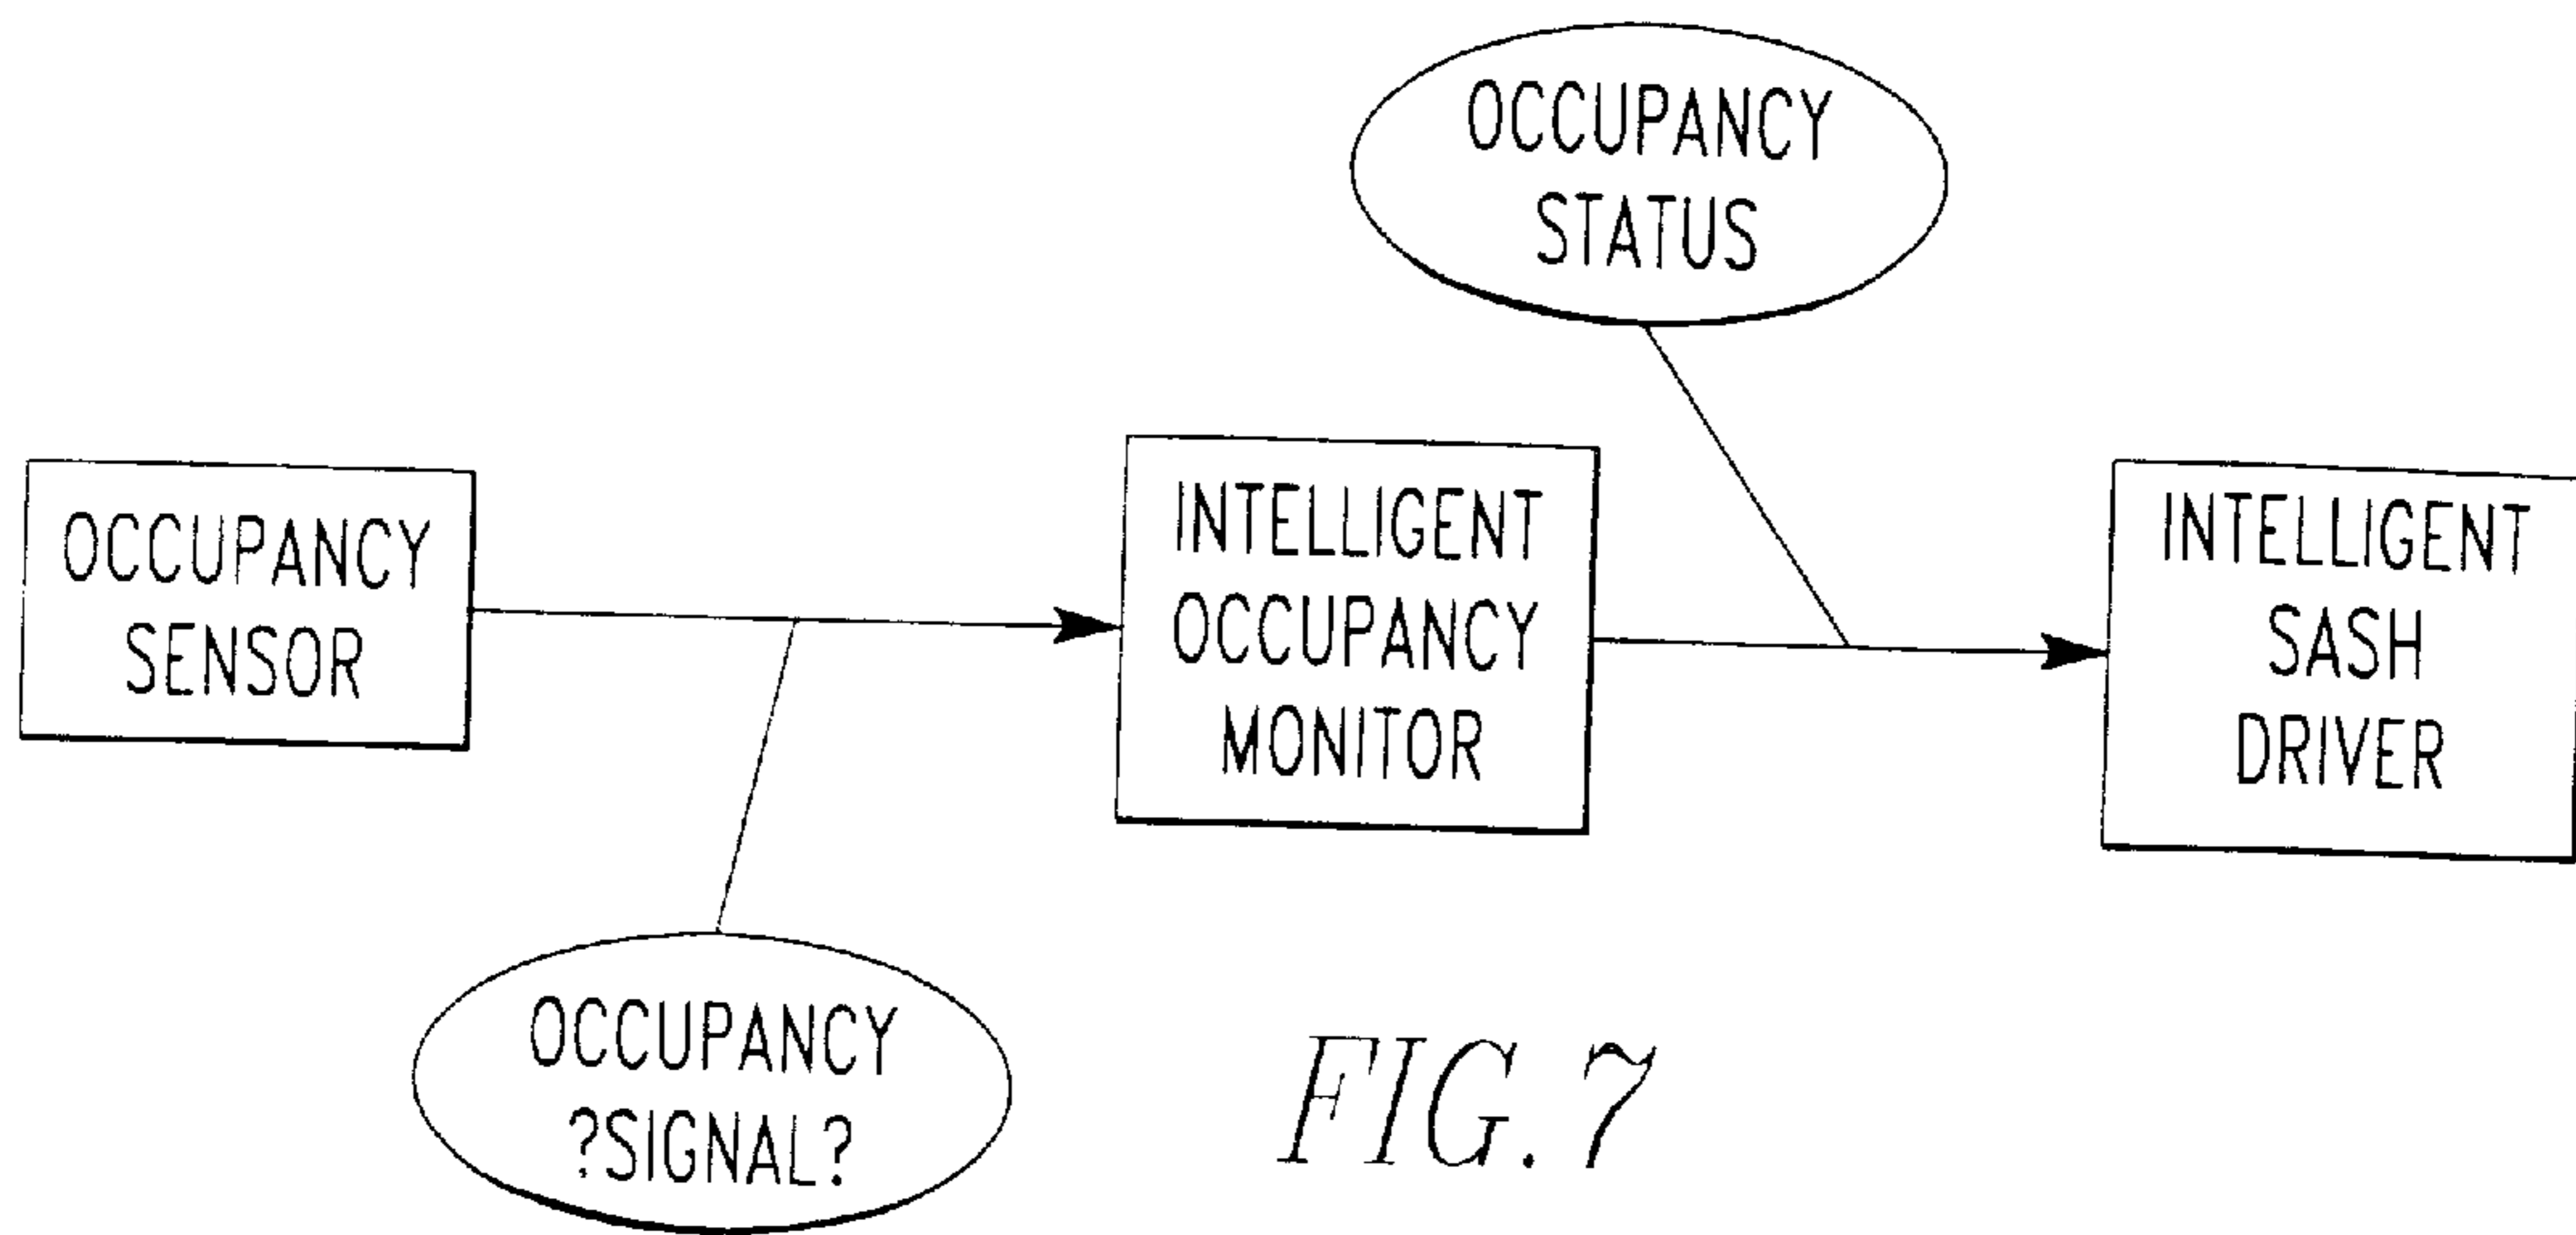 OCCUPANCY
STATUS
OCCUPANCY
SENSOR
INTELLIGENT
OCCUPANCY
MONITOR
INTELLIGENT
SASH
DRIVER
OCCUPANCY
?SIGNAL?
FIG. 7